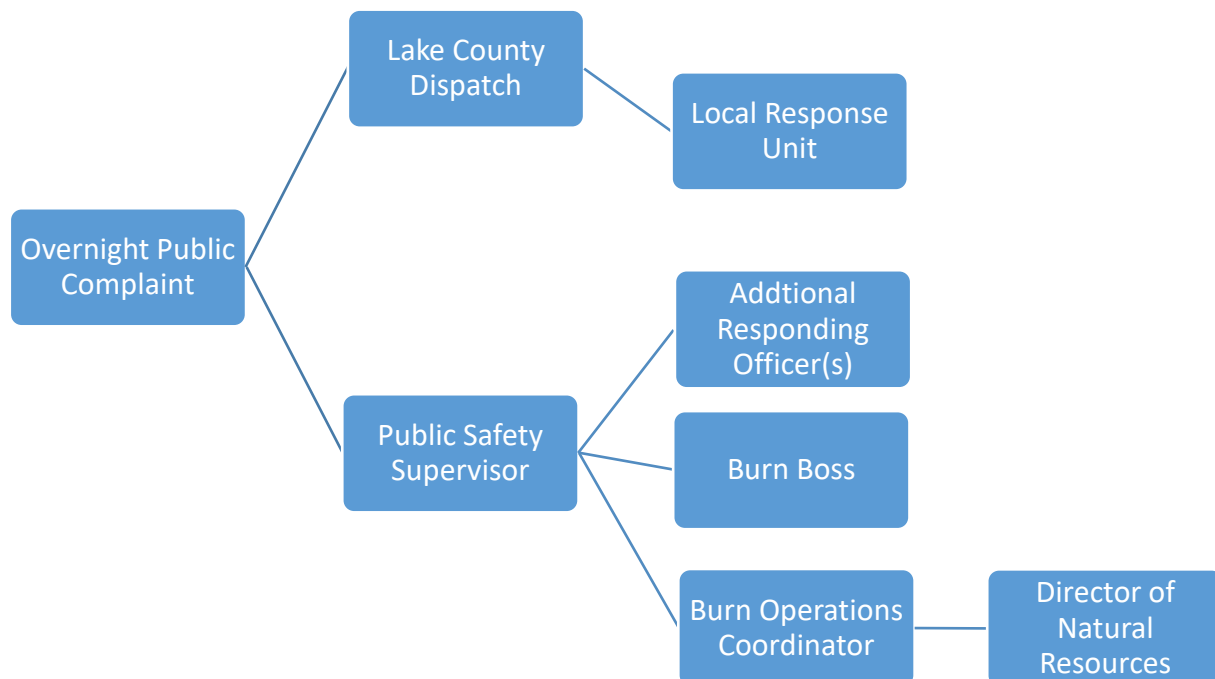 Lake County
Dispatch
Local Response
Unit
Overnight Public
Complaint
Addtional
Responding
Officer(s)
Public Safety
Supervisor
Burn Boss
Burn Operations
Coordinator
Director of
Natural
Resources